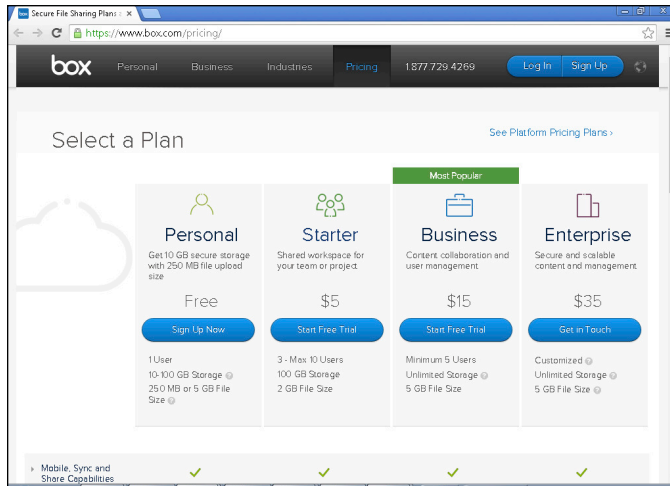 Secure File Sharing Plans
https://www.box.com/pricing/
box Personal Business Industries Pricing 1.877.729.4269 Log In Sign Up
Select a Plan
See Platform Pricing Plans ›
Most Popular
Personal
Get 10 GB secure storage
with 250 MB file upload
size
Free
Sign Up Now
1 User
10-100 GB Storage
250 MB or 5 GB File
Size
Starter
Shared workspace for
your team or project
$5
Start Free Trial
3 - Max 10 Users
100 GB Storage
2 GB File Size
Business
Content collaboration and
user management
$15
Start Free Trial
Minimum 5 Users
Unlimited Storage
5 GB File Size
Enterprise
Secure and scalable
content and management
$35
Get in Touch
Customized
Unlimited Storage
5 GB File Size
Mobile, Sync and
Share Capabilities